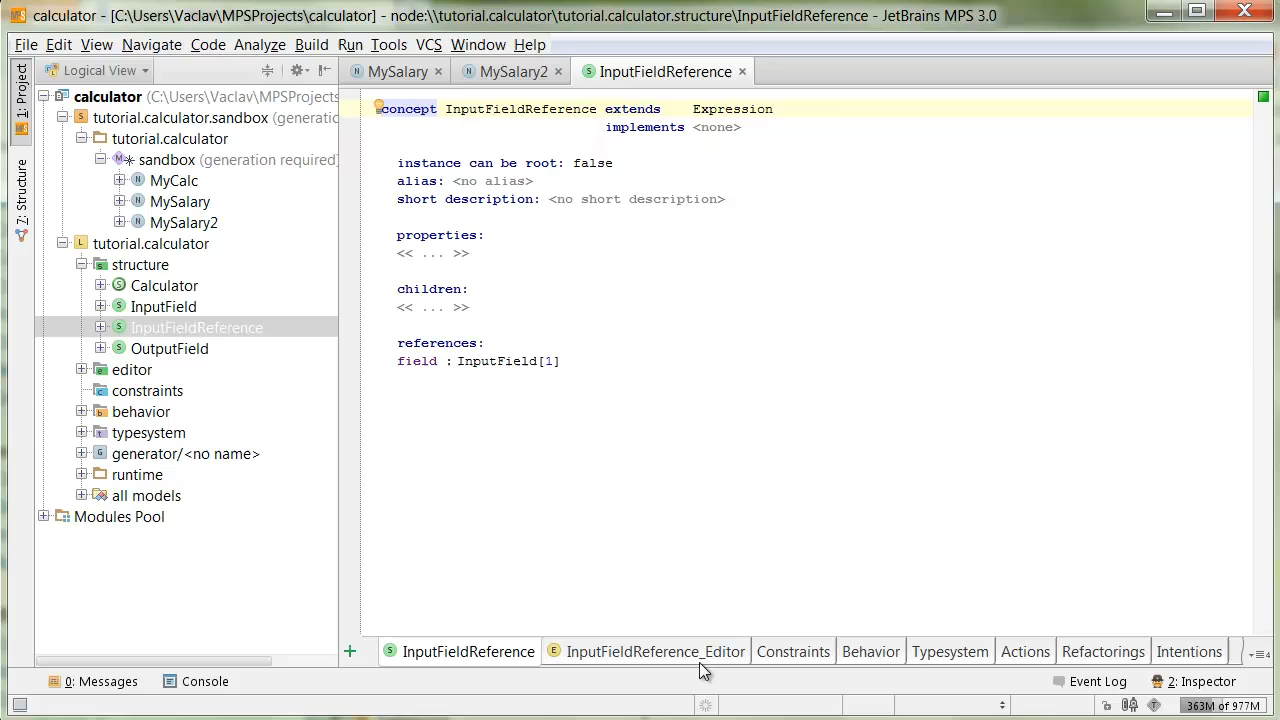 calculator - [C:\Users\Vaclav\MPSProjects\calculator] - node:\\tutorial.calculator\tutorial.calculator.structure\InputFieldReference - JetBrains MPS 3.0
File Edit View Navigate Code Analyze Build Run Tools VCS Window Help
Logical View
MySalary MySalary2 InputFieldReference
1: Project
7: Structure
calculator (C:\Users\Vaclav\MPSProjects
tutorial.calculator.sandbox (generatio
tutorial.calculator
sandbox (generation required)
MyCalc
MySalary
MySalary2
tutorial.calculator
structure
Calculator
InputField
InputFieldReference
OutputField
editor
constraints
behavior
typesystem
generator/<no name>
runtime
all models
Modules Pool
concept InputFieldReference extends Expression
implements <none>
instance can be root: false
alias: <no alias>
short description: <no short description>
properties:
<< ... >>
children:
<< ... >>
references:
field : InputField[1]
InputFieldReference InputFieldReference_Editor Constraints Behavior Typesystem Actions Refactorings Intentions
0: Messages Console Event Log 2: Inspector
363M of 977M